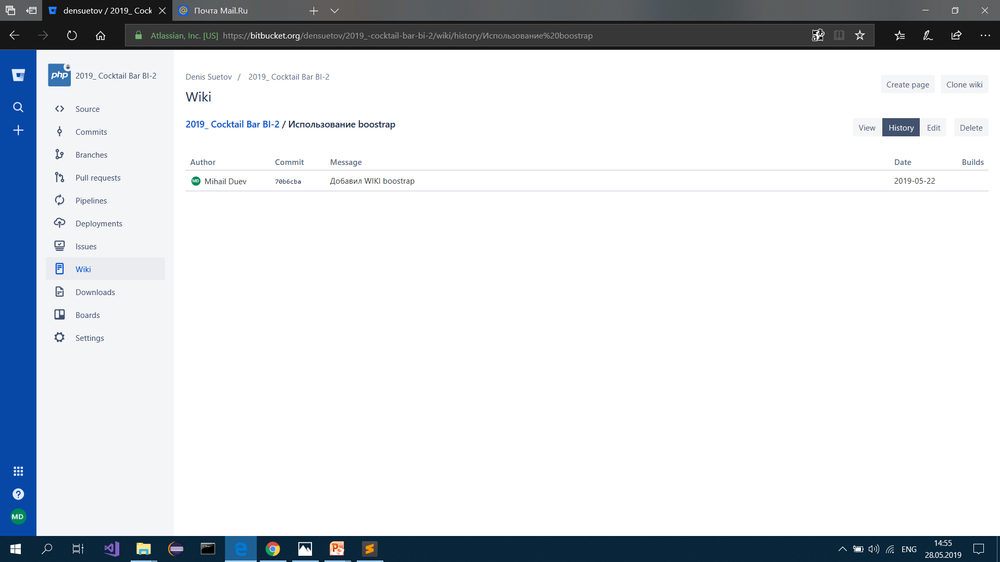 densuetov / 2019_ Cock
Почта Mail.Ru
Atlassian, Inc. [US] https://bitbucket.org/densuetov/2019_-cocktail-bar-bi-2/wiki/history/Использование%20boostrap
php
2019_ Cocktail Bar BI-2
Source
Commits
Branches
Pull requests
Pipelines
Deployments
Issues
Wiki
Downloads
Boards
Settings
MD
Denis Suetov / 2019_ Cocktail Bar BI-2
Create page
Clone wiki
Wiki
2019_ Cocktail Bar BI-2 / Использование boostrap
View
History
Edit
Delete
Author Commit Message Date Builds
MD Mihail Duev 70b6cba Добавил WIKI boostrap 2019-05-22
ENG
14:55
28.05.2019